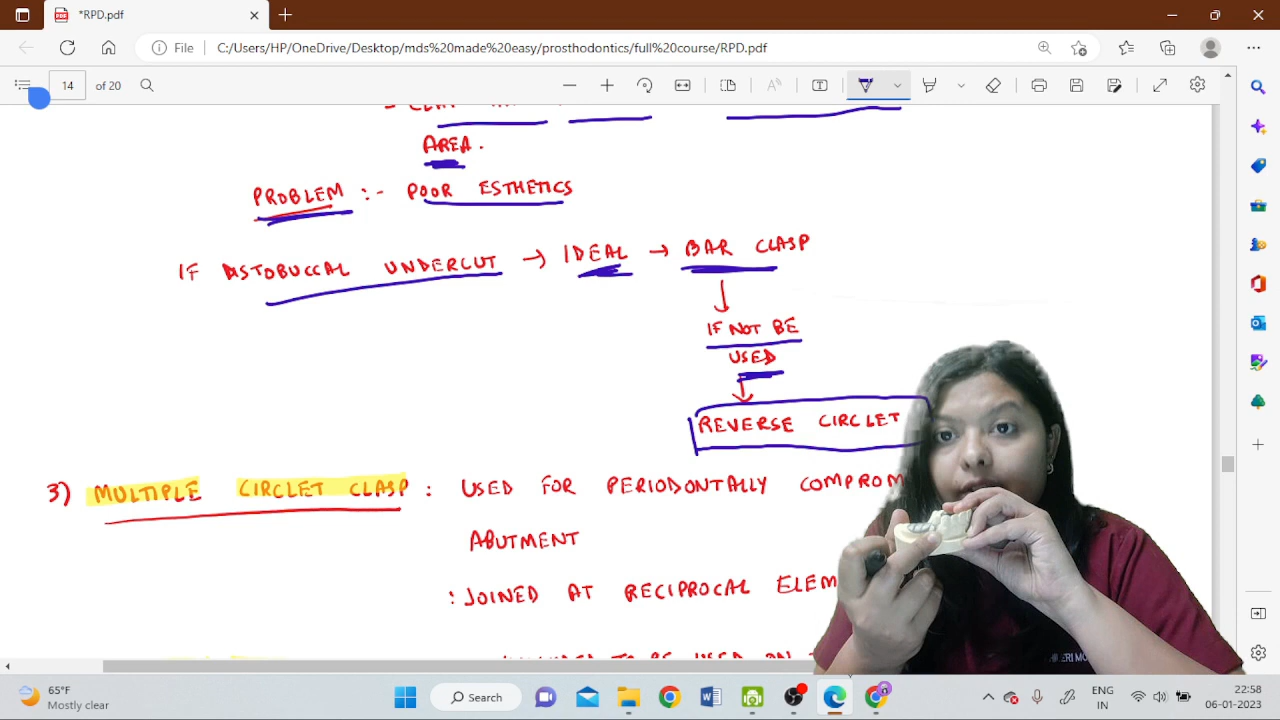 *RPD.pdf
File C:/Users/HP/OneDrive/Desktop/mds%20made%20easy/prosthodontics/full%20course/RPD.pdf
14 of 20
AREA.
PROBLEM :- POOR ESTHETICS
IF DISTOBUCCAL UNDERCUT → IDEAL → BAR CLASP
IF NOT BE
USED
REVERSE CIRCLET
3) MULTIPLE CIRCLET CLASP : USED FOR PERIODONTALLY COMPROM
ABUTMENT
: JOINED AT RECIPROCAL ELEM
65°F
Mostly clear
Search
ENG
IN
22:58
06-01-2023